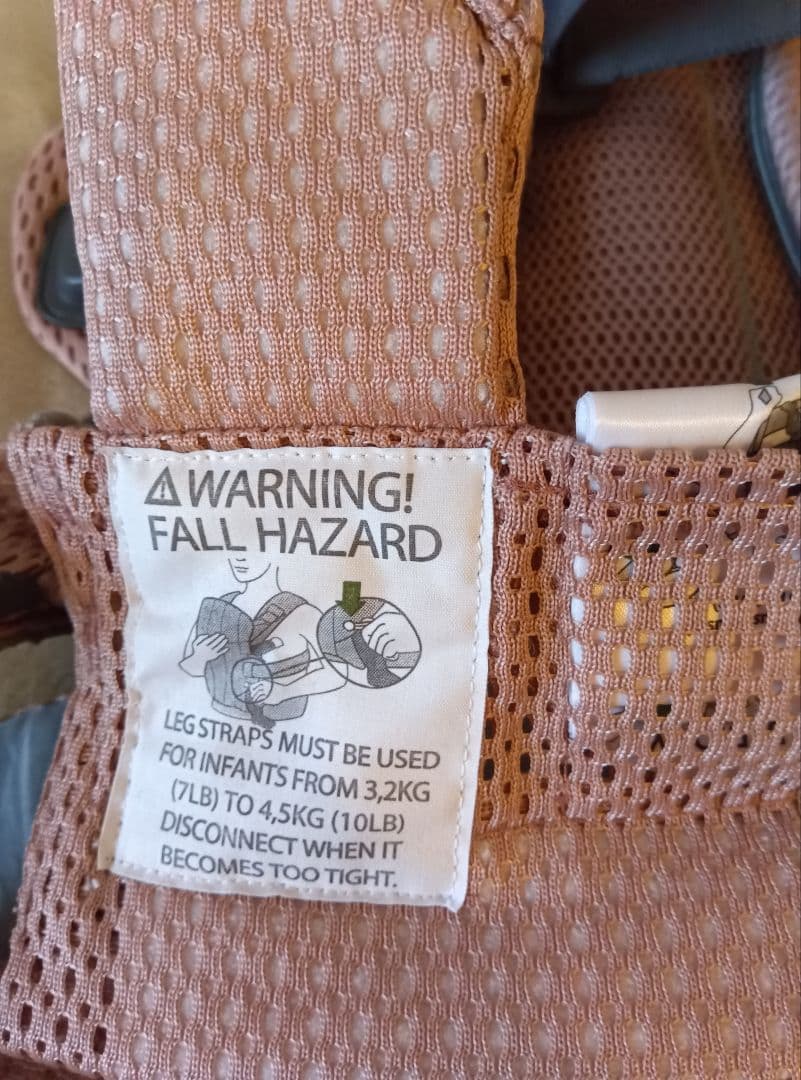 ⚠WARNING!
FALL HAZARD
LEG STRAPS MUST BE USED
FOR INFANTS FROM 3,2KG
(7LB) TO 4,5KG (10LB)
DISCONNECT WHEN IT
BECOMES TOO TIGHT.